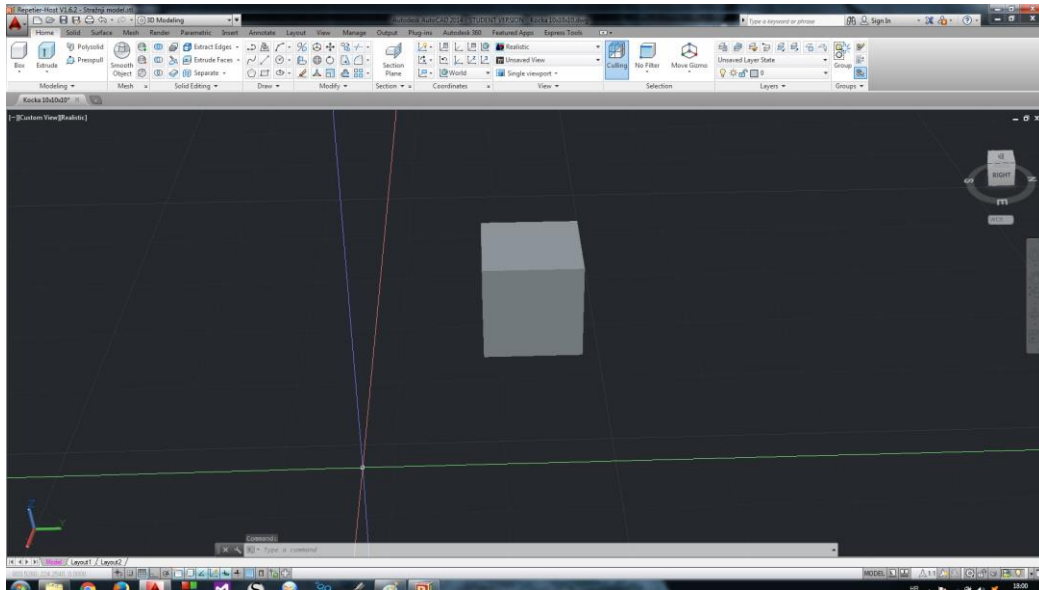 Repetier-Host V1.6.2 - Stražnji model.stl
3D Modeling
Autodesk AutoCAD 2014 - STUDENT VERSION Kocka 10x10x10.dwg
Type a keyword or phrase
Sign In
Home Solid Surface Mesh Render Parametric Insert Annotate Layout View Manage Output Plug-ins Autodesk 360 Featured Apps Express Tools
Box
Extrude
Polysolid
Presspull
Smooth Object
Extract Edges
Extrude Faces
Separate
Section Plane
World
Realistic
Unsaved View
Single viewport
Culling
No Filter
Move Gizmo
Unsaved Layer State
0
Group
Modeling Mesh Solid Editing Draw Modify Section Coordinates View Selection Layers Groups
Kocka 10x10x10*
[-][Custom View][Realistic]
RIGHT
N
WCS
Z
Y
Command:
Type a command
Model Layout1 Layout2
MODEL
1:1
HR
18:00